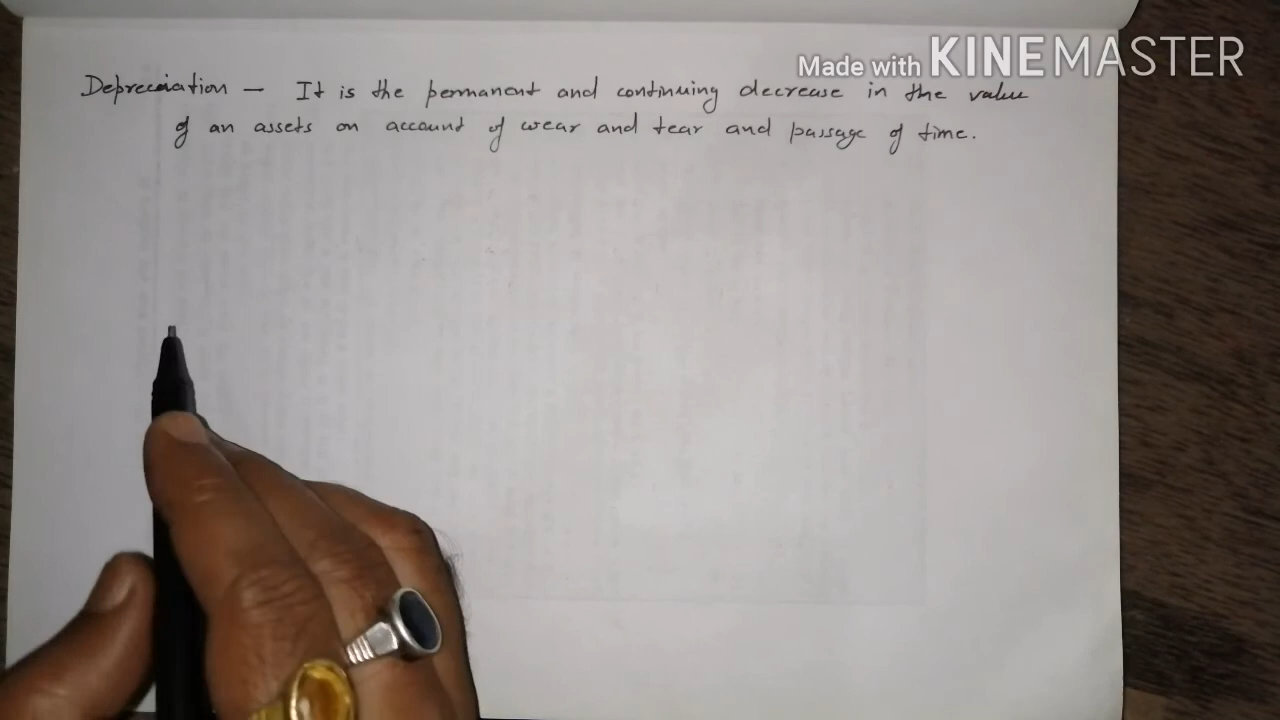 Made with KINEMASTER
Depreciation — It is the permanent and continuing decrease in the value
of an assets on account of wear and tear and passage of time.